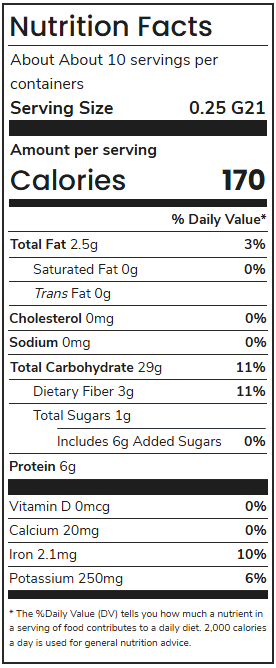 Nutrition Facts
About About 10 servings per
containers
Serving Size 0.25 G21
Amount per serving
Calories 170
% Daily Value*
Total Fat 2.5g 3%
Saturated Fat 0g 0%
Trans Fat 0g
Cholesterol 0mg 0%
Sodium 0mg 0%
Total Carbohydrate 29g 11%
Dietary Fiber 3g 11%
Total Sugars 1g
Includes 6g Added Sugars 0%
Protein 6g
Vitamin D 0mcg 0%
Calcium 20mg 0%
Iron 2.1mg 10%
Potassium 250mg 6%
* The %Daily Value (DV) tells you how much a nutrient in
a serving of food contributes to a daily diet. 2,000 calories
a day is used for general nutrition advice.